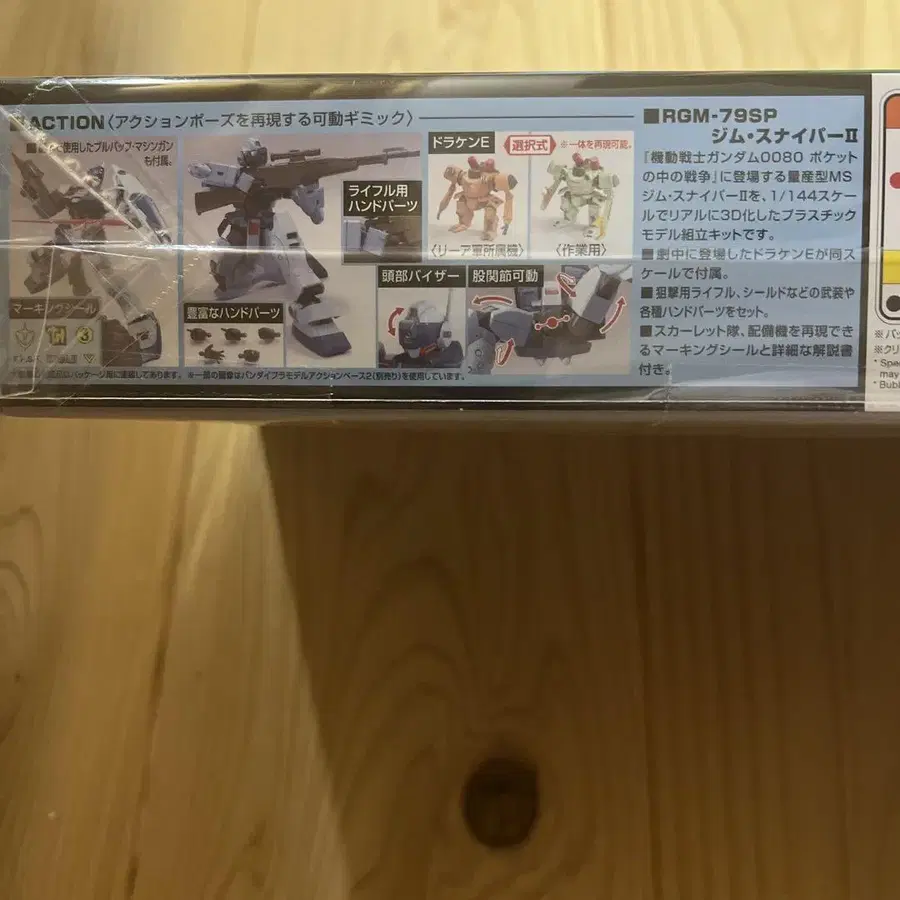 ACTION〈アクションポーズを再現する可動ギミック〉
使用したブルパップ・マシンガン
も付属。
マーキングシール
豊富なハンドパーツ
ライフル用
ハンドパーツ
ドラケンE
選択式
※一体を再現可能。
〈リーア軍所属機〉
〈作業用〉
頭部バイザー
股関節可動
※一部の画像はバンダイプラモデルアクションベース2(別売り)を使用しています。
■RGM-79SP
ジム・スナイパーII
「機動戦士ガンダム0080 ポケット
の中の戦争」に登場する量産型MS
ジム・スナイパーIIを、1/144スケー
ルでリアルに3D化したプラスチック
モデル組立キットです。
■劇中に登場したドラケンEが同ス
ケールで付属。
■狙撃用ライフル、シールドなどの武装や
各種ハンドパーツをセット。
■スカーレット隊、配備機を再現でき
るマーキングシールと詳細な解説書
付き。
※パッ
※クリ
* Spec
may
* Bubl